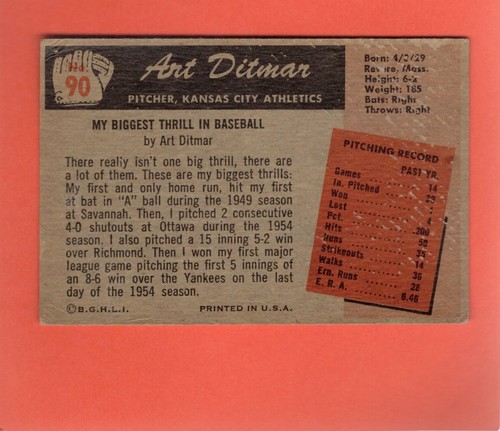 No.
90
Art Ditmar
PITCHER, KANSAS CITY ATHLETICS
Born: 4/3/29
Revere, Mass.
Height: 6-2
Weight: 185
Bats: Right
Throws: Right
MY BIGGEST THRILL IN BASEBALL
by Art Ditmar
There really isn't one big thrill, there are
a lot of them. These are my biggest thrills:
My first and only home run, hit my first
at bat in "A" ball during the 1949 season
at Savannah. Then, I pitched 2 consecutive
4-0 shutouts at Ottawa during the 1954
season. I also pitched a 15 inning 5-2 win
over Richmond. Then I won my first major
league game pitching the first 5 innings of
an 8-6 win over the Yankees on the last
day of the 1954 season.
©B.G.H.L.I.
PRINTED IN U.S.A.
PITCHING RECORD
PAST YR.
Games 14
In. Pitched 39
Won 1
Lost 4
Pct. .200
Hits 50
Runs 35
Strikeouts 14
Walks 36
Ern. Runs 28
E. R. A. 6.46